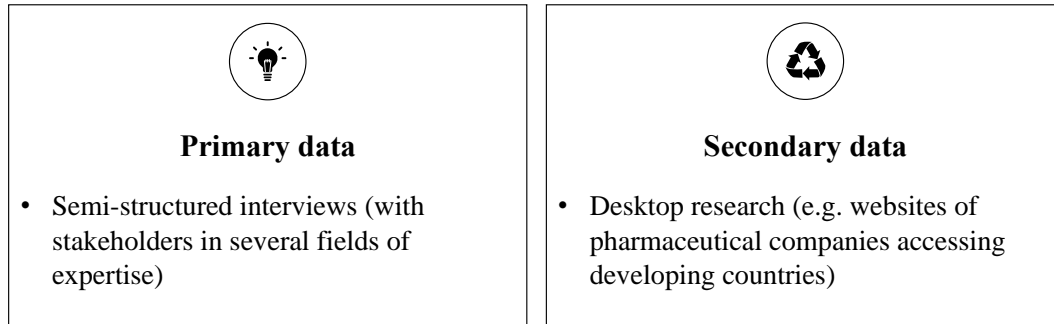 Primary data
• Semi-structured interviews (with
stakeholders in several fields of
expertise)
Secondary data
• Desktop research (e.g. websites of
pharmaceutical companies accessing
developing countries)